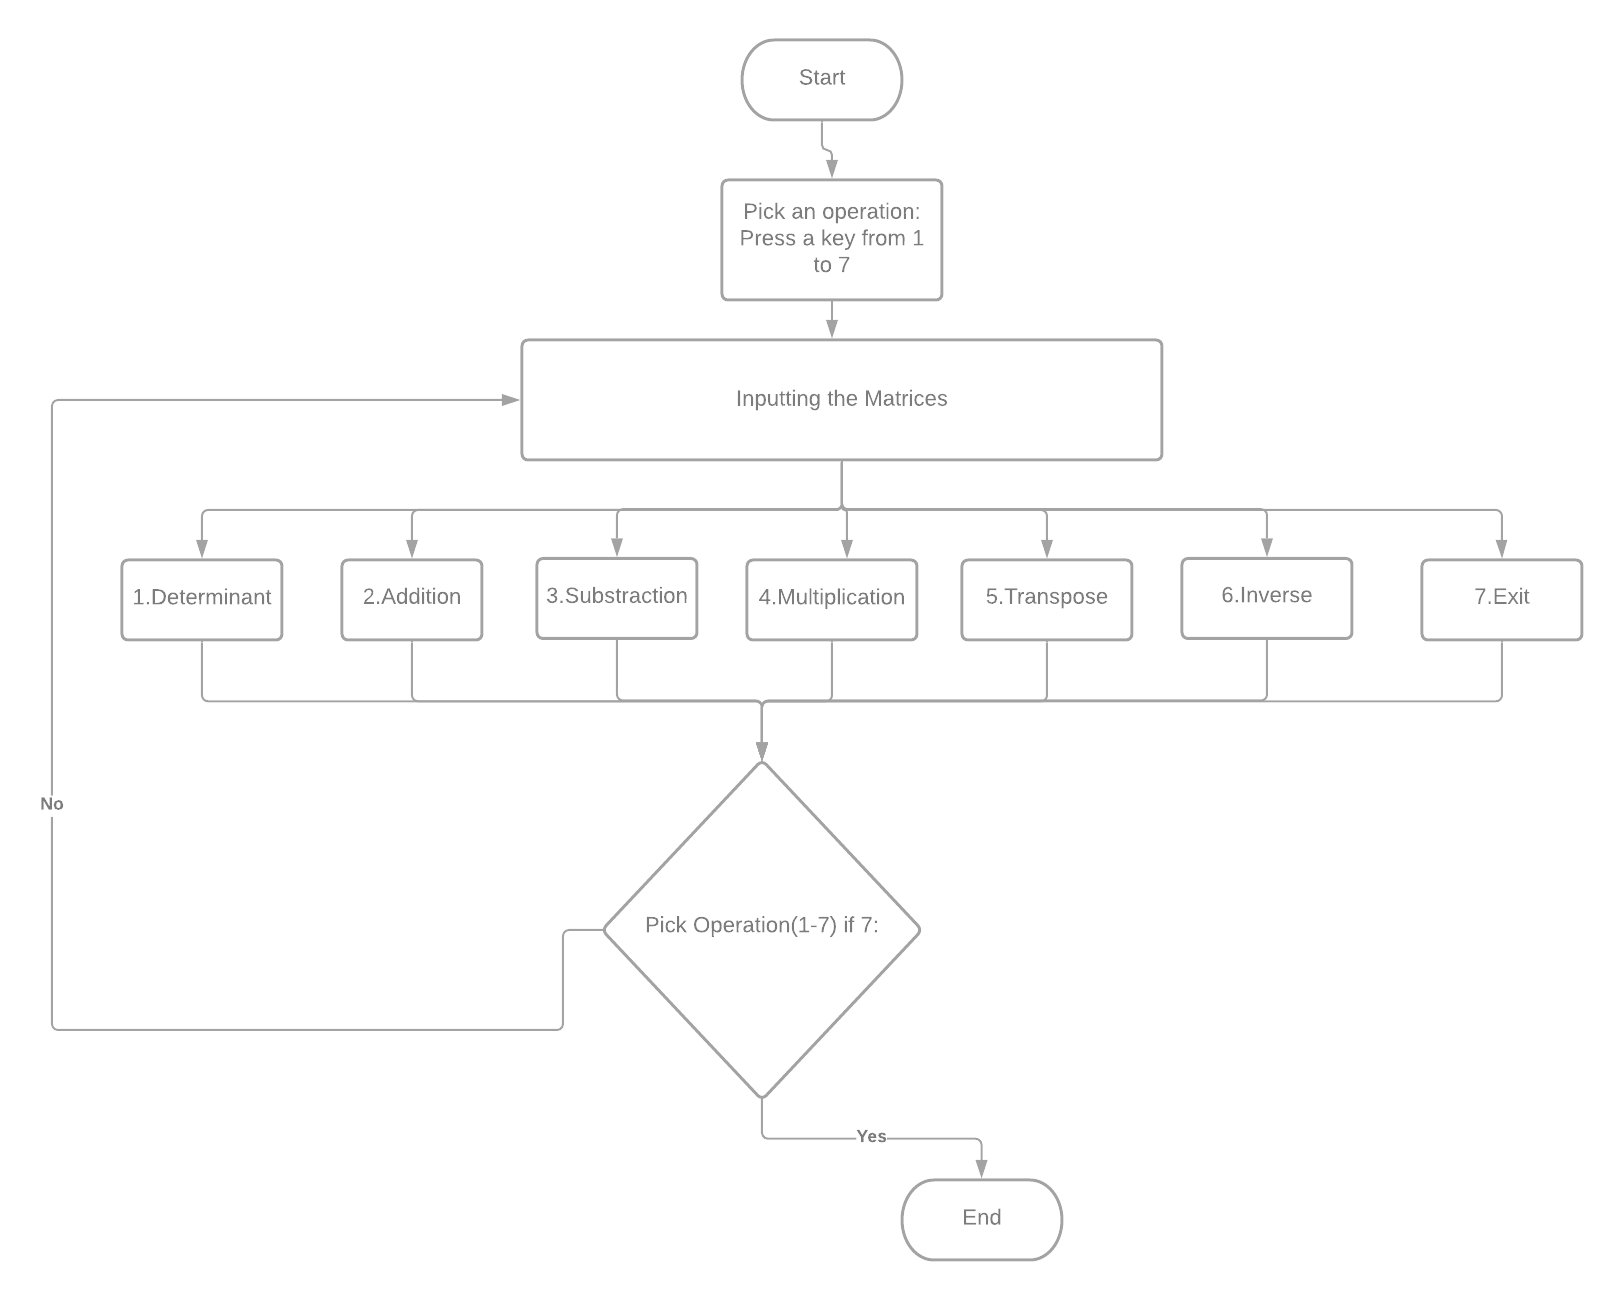 Start
Pick an operation:
Press a key from 1
to 7
Inputting the Matrices
1.Determinant
2.Addition
3.Substraction
4.Multiplication
5.Transpose
6.Inverse
7.Exit
No
Pick Operation(1-7) if 7:
Yes
End